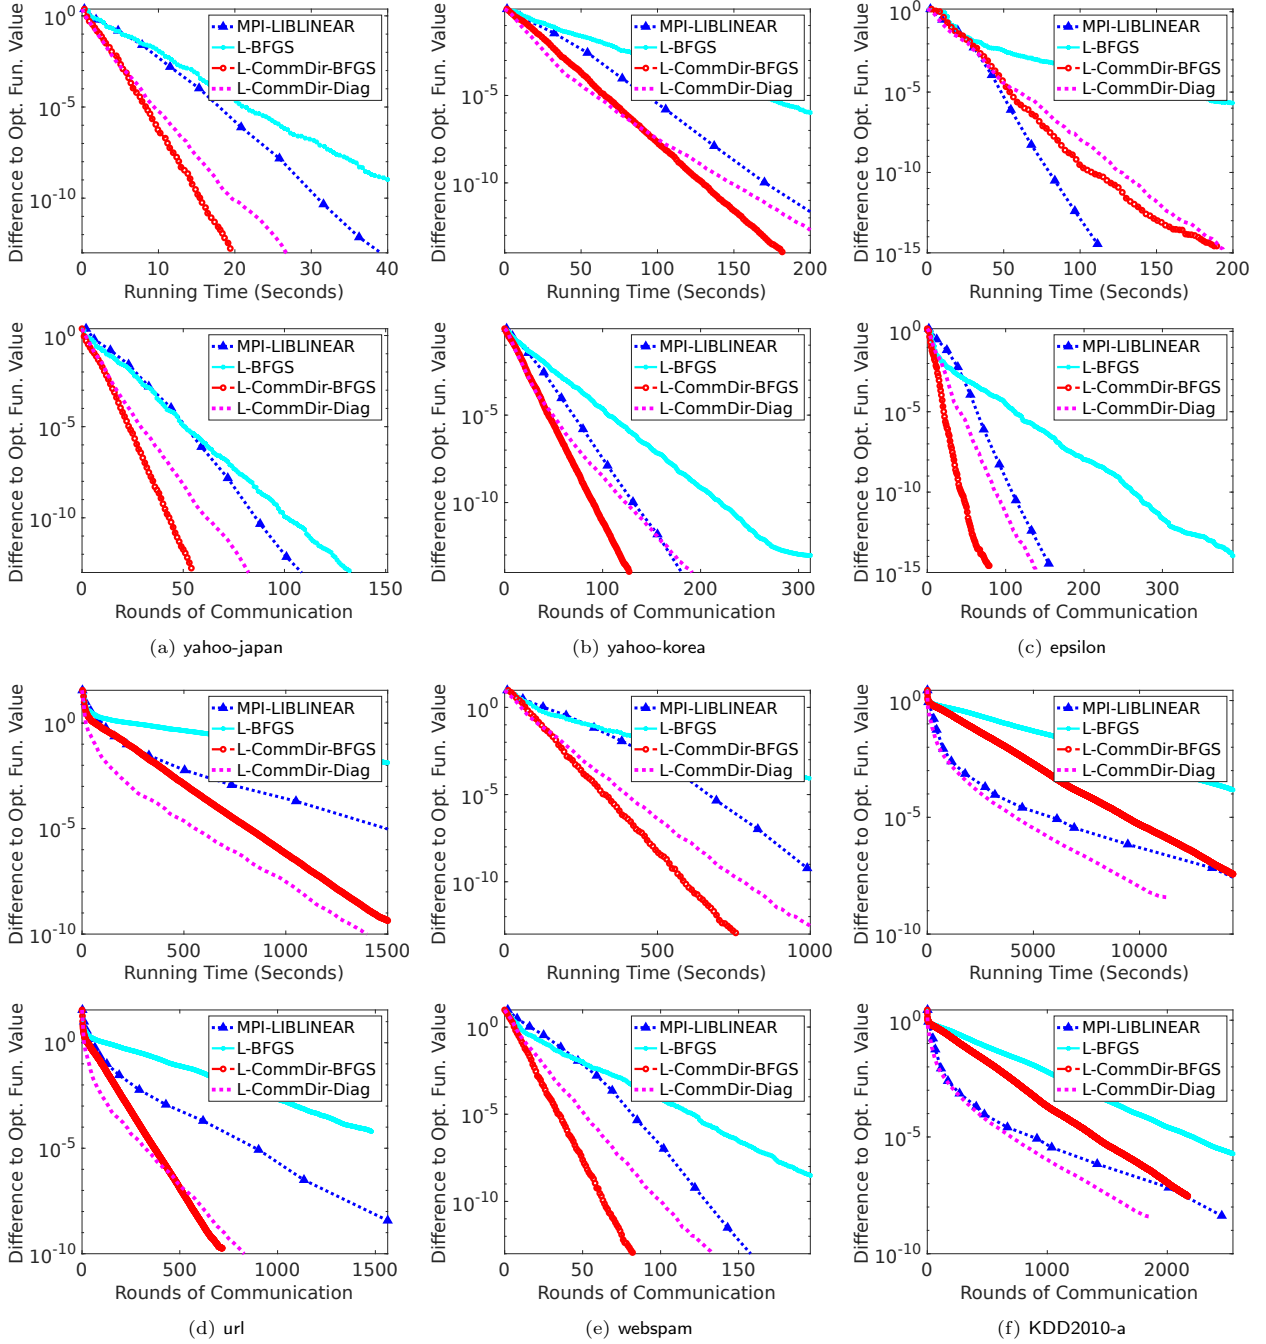 Difference to Opt. Fun. Value
10^0
10^-5
10^-10
MPI-LIBLINEAR
L-BFGS
L-CommDir-BFGS
L-CommDir-Diag
0 10 20 30 40
Running Time (Seconds)
Difference to Opt. Fun. Value
10^0
10^-5
10^-10
MPI-LIBLINEAR
L-BFGS
L-CommDir-BFGS
L-CommDir-Diag
0 50 100 150 200
Running Time (Seconds)
Difference to Opt. Fun. Value
10^0
10^-5
10^-10
10^-15
MPI-LIBLINEAR
L-BFGS
L-CommDir-BFGS
L-CommDir-Diag
0 50 100 150 200
Running Time (Seconds)
Difference to Opt. Fun. Value
10^0
10^-5
10^-10
MPI-LIBLINEAR
L-BFGS
L-CommDir-BFGS
L-CommDir-Diag
0 50 100 150
Rounds of Communication
(a) yahoo-japan
Difference to Opt. Fun. Value
10^0
10^-5
10^-10
MPI-LIBLINEAR
L-BFGS
L-CommDir-BFGS
L-CommDir-Diag
0 100 200 300
Rounds of Communication
(b) yahoo-korea
Difference to Opt. Fun. Value
10^0
10^-5
10^-10
10^-15
MPI-LIBLINEAR
L-BFGS
L-CommDir-BFGS
L-CommDir-Diag
0 100 200 300
Rounds of Communication
(c) epsilon
Difference to Opt. Fun. Value
10^0
10^-5
10^-10
MPI-LIBLINEAR
L-BFGS
L-CommDir-BFGS
L-CommDir-Diag
0 500 1000 1500
Running Time (Seconds)
Difference to Opt. Fun. Value
10^0
10^-5
10^-10
MPI-LIBLINEAR
L-BFGS
L-CommDir-BFGS
L-CommDir-Diag
0 500 1000
Running Time (Seconds)
Difference to Opt. Fun. Value
10^0
10^-5
10^-10
MPI-LIBLINEAR
L-BFGS
L-CommDir-BFGS
L-CommDir-Diag
0 5000 10000
Running Time (Seconds)
Difference to Opt. Fun. Value
10^0
10^-5
10^-10
MPI-LIBLINEAR
L-BFGS
L-CommDir-BFGS
L-CommDir-Diag
0 500 1000 1500
Rounds of Communication
(d) url
Difference to Opt. Fun. Value
10^0
10^-5
10^-10
MPI-LIBLINEAR
L-BFGS
L-CommDir-BFGS
L-CommDir-Diag
0 50 100 150
Rounds of Communication
(e) webspam
Difference to Opt. Fun. Value
10^0
10^-5
10^-10
MPI-LIBLINEAR
L-BFGS
L-CommDir-BFGS
L-CommDir-Diag
0 1000 2000
Rounds of Communication
(f) KDD2010-a